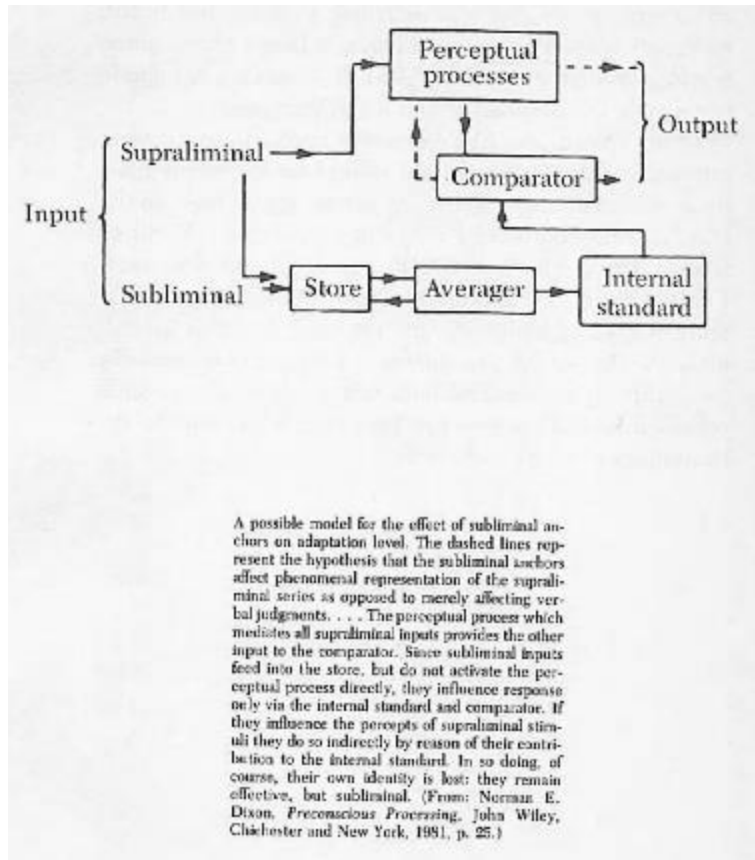 Perceptual
processes
Output
Supraliminal
Comparator
Input
Subliminal
Store
Averager
Internal
standard
A possible model for the effect of subliminal an-
chors on adaptation level. The dashed lines rep-
resent the hypothesis that the subliminal anchors
affect phenomenal representation of the suprali-
minal series as opposed to merely affecting ver-
bal judgments. . . . The perceptual process which
mediates all supraliminal inputs provides the other
input to the comparator. Since subliminal inputs
feed into the store, but do not activate the per-
ceptual process directly, they influence response
only via the internal standard and comparator. If
they influence the percepts of supraliminal stim-
uli they do so indirectly by reason of their contri-
bution to the internal standard. In so doing, of
course, their own identity is lost: they remain
effective, but subliminal. (From: Norman E.
Dixon, Preconscious Processing, John Wiley,
Chichester and New York, 1981, p. 25.)